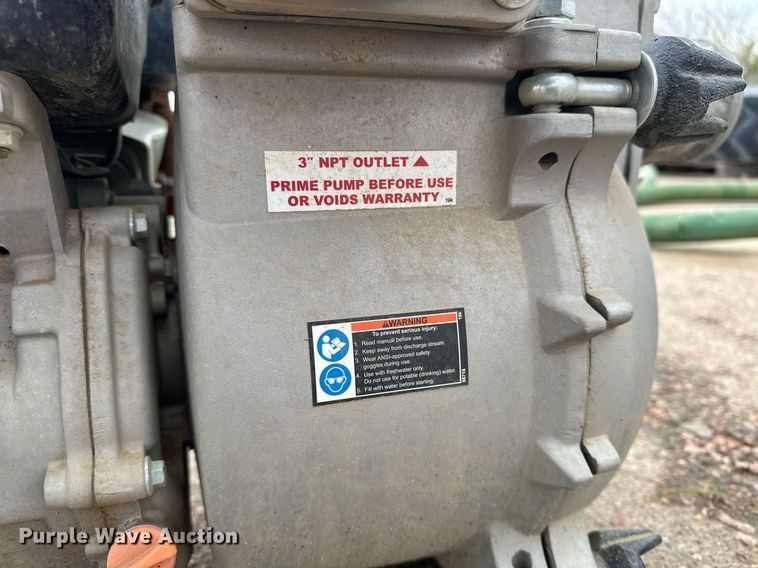 3" NPT OUTLET
PRIME PUMP BEFORE USE
OR VOIDS WARRANTY
19k
WARNING
To prevent serious injury:
1. Read manual before use.
2. Keep away from discharge stream.
3. Wear ANSI-approved safety
goggles during use.
4. Use with freshwater only.
Do not use for potable (drinking) water.
5. Fill with water before starting.
56718
Purple Wave Auction